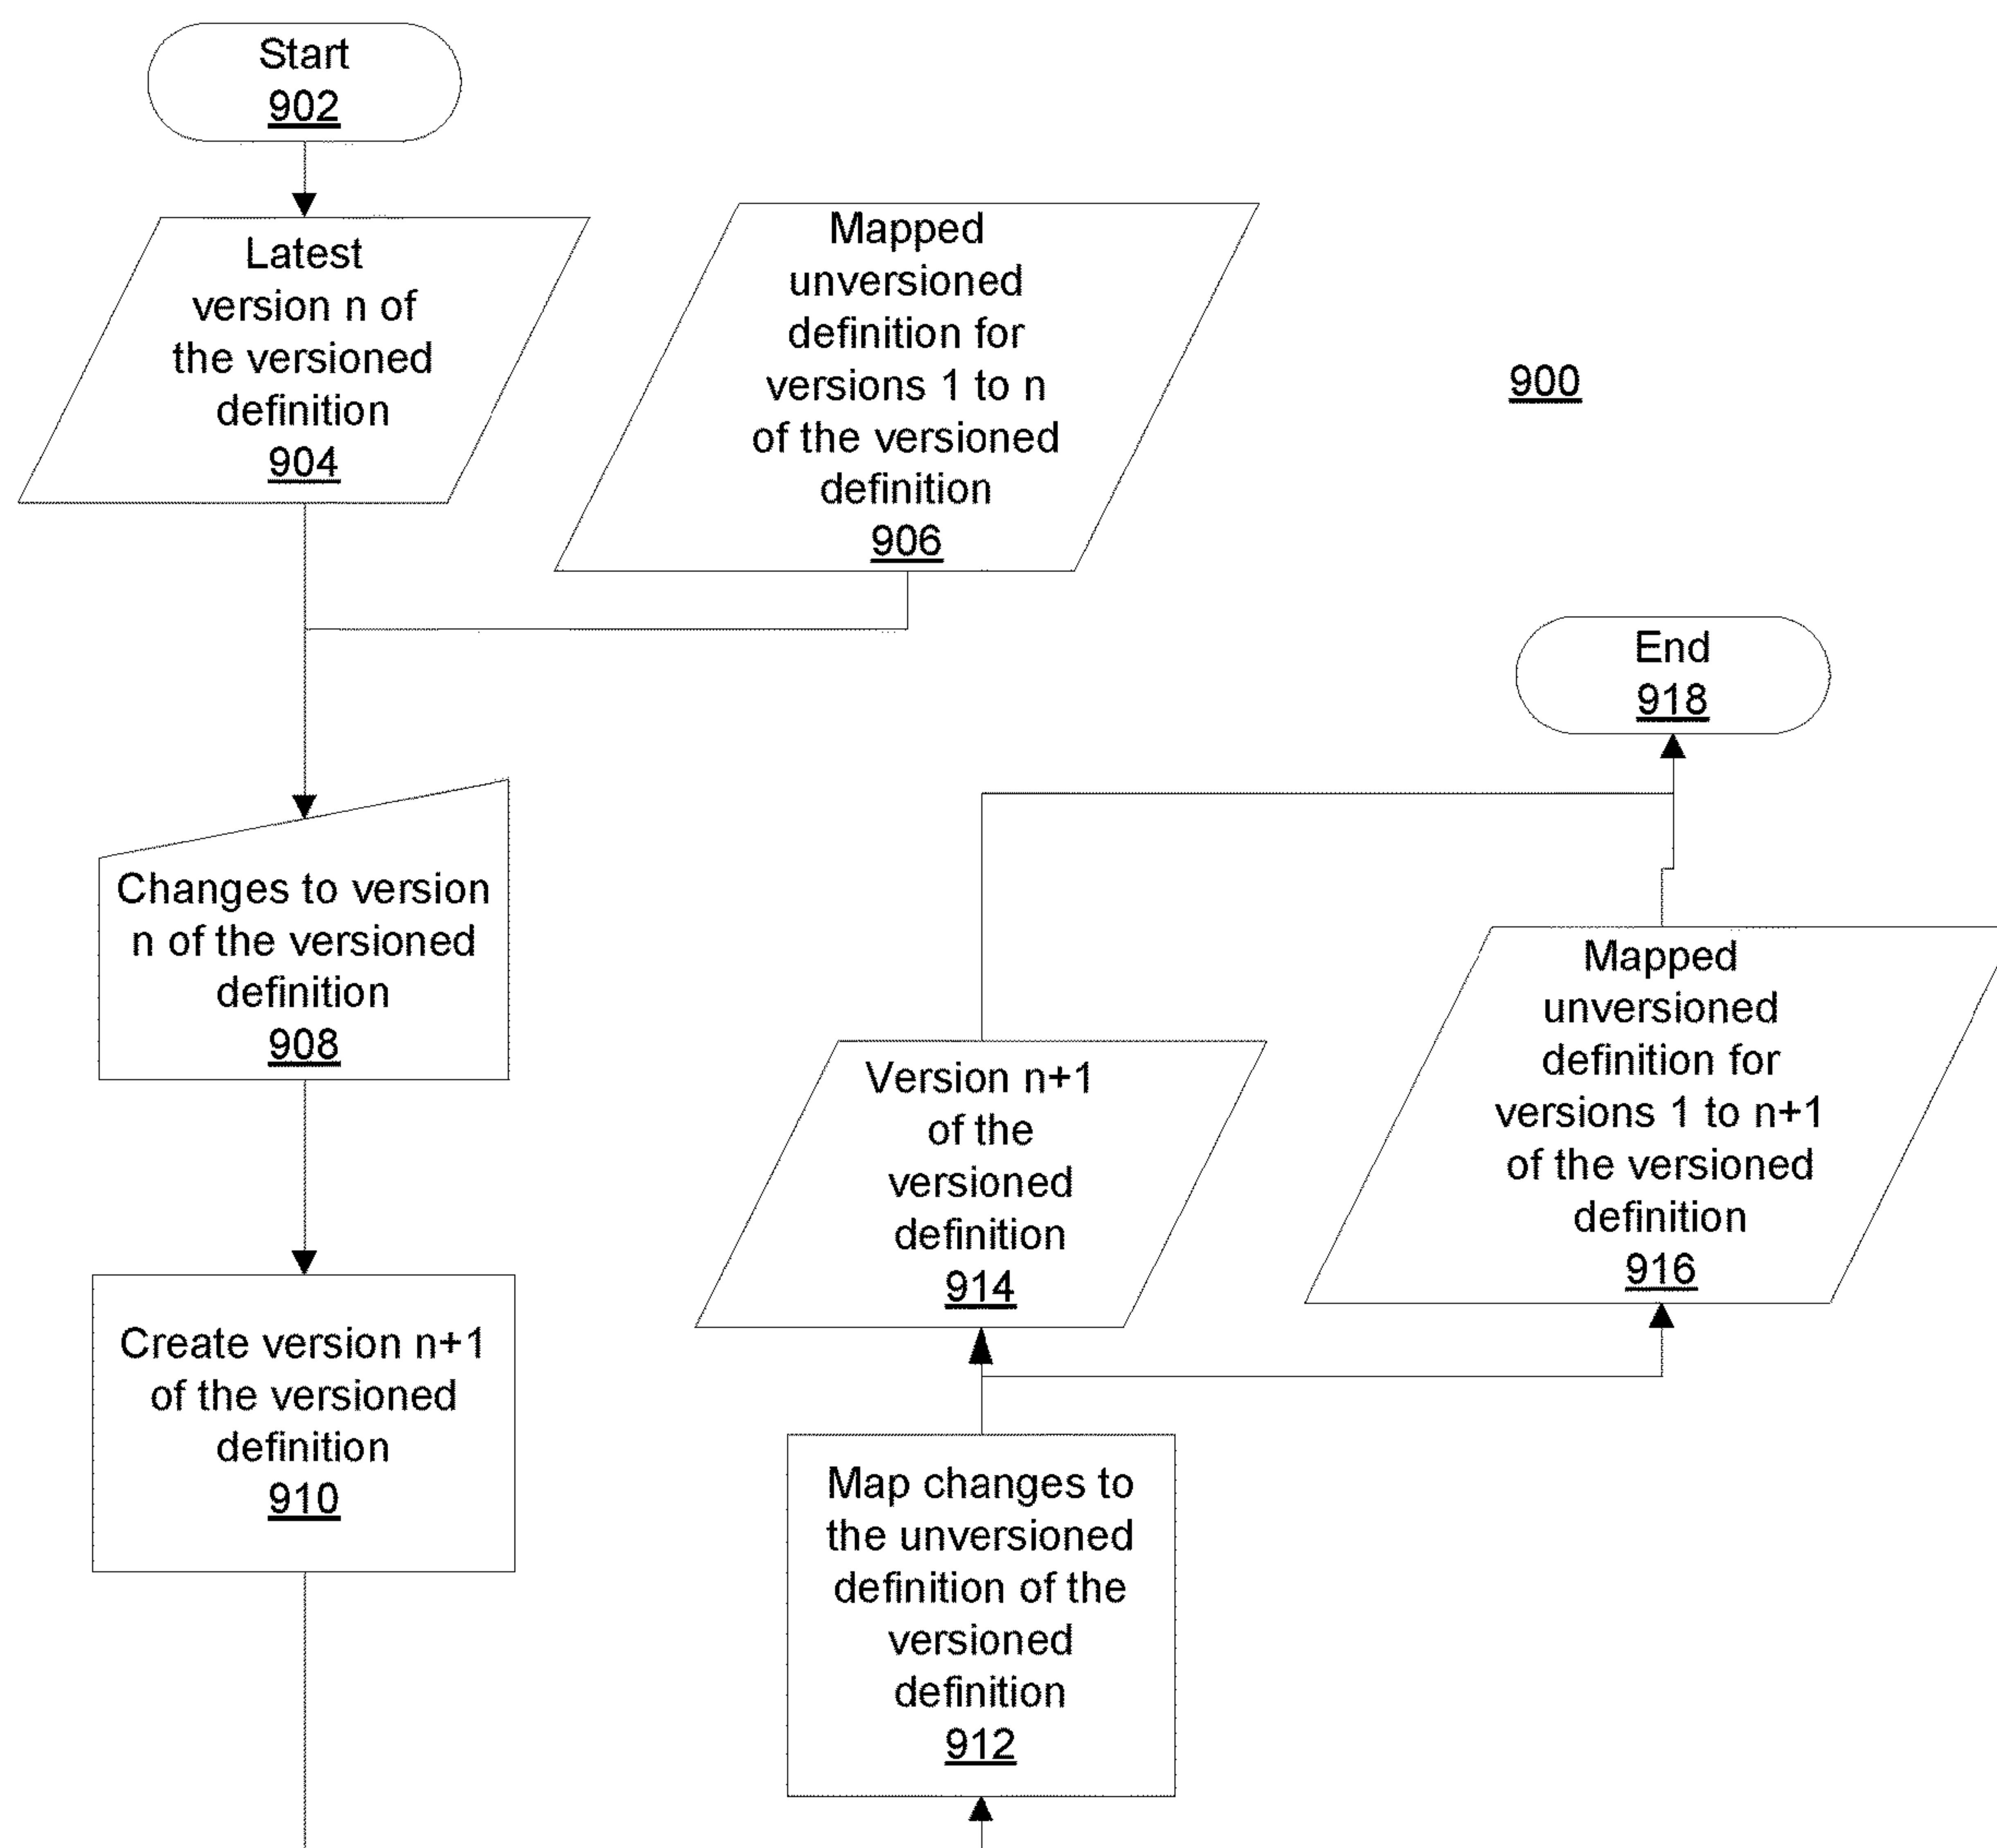 Start
902
Latest
version n of
the versioned
definition
904
Mapped
unversioned
definition for
versions 1 to n
of the versioned
definition
906
900
Changes to version
n of the versioned
definition
908
Create version n+1
of the versioned
definition
910
Map changes to
the unversioned
definition of the
versioned
definition
912
Version n+1
of the
versioned
definition
914
Mapped
unversioned
definition for
versions 1 to n+1
of the versioned
definition
916
End
918